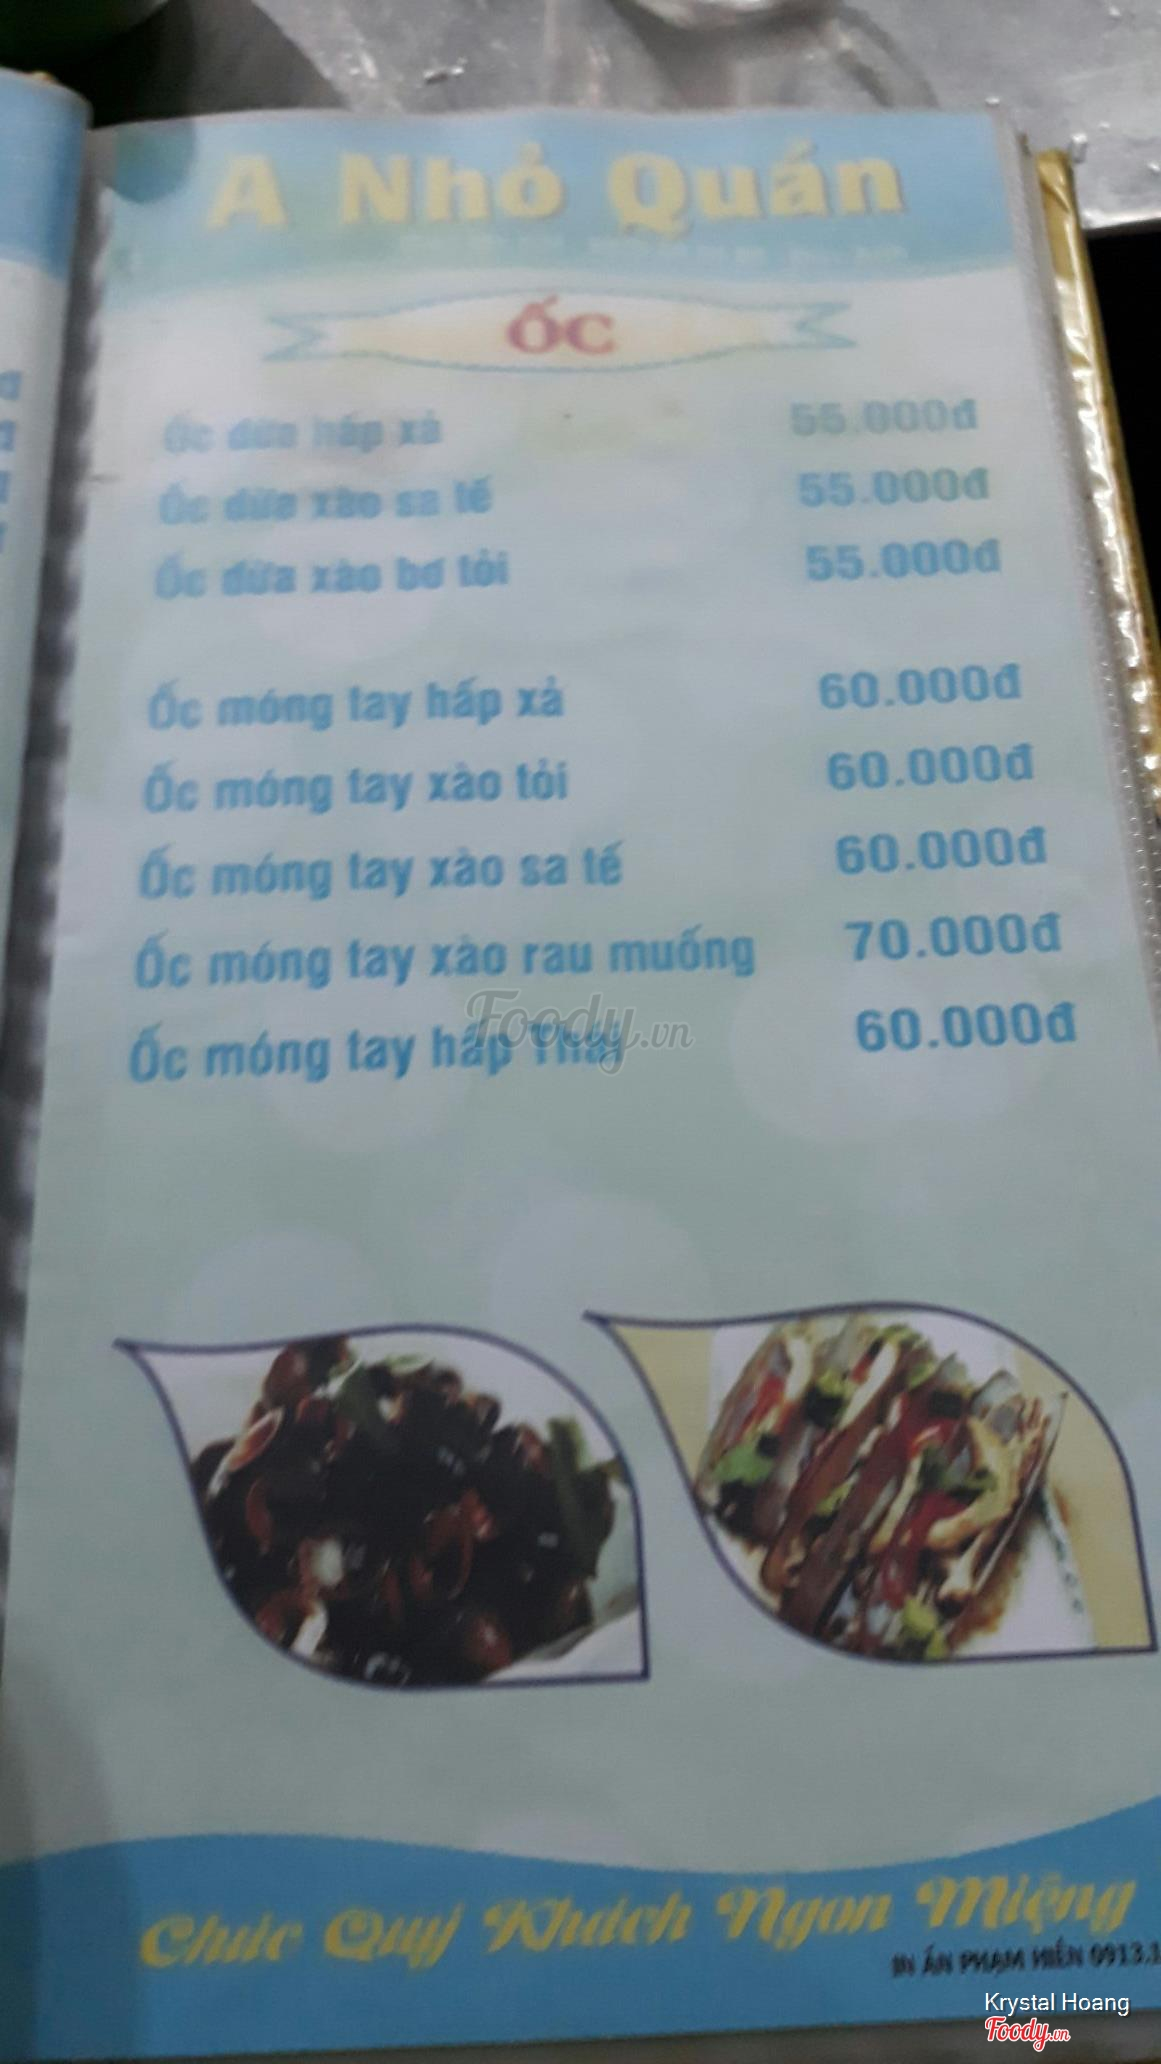 A Nhỏ Quán
ỐC
Ốc dừa hấp xả 55.000đ
Ốc dừa xào sa tế 55.000đ
Ốc dừa xào bơ tỏi 55.000đ
Ốc móng tay hấp xả 60.000đ
Ốc móng tay xào tỏi 60.000đ
Ốc móng tay xào sa tế 60.000đ
Ốc móng tay xào rau muống 70.000đ
Ốc móng tay hấp Thái 60.000đ
Foody.vn
Chúc Quý Khách Ngon Miệng
IN ẤN PHẠM HIỀN 0913.1
Krystal Hoang
Foody.vn